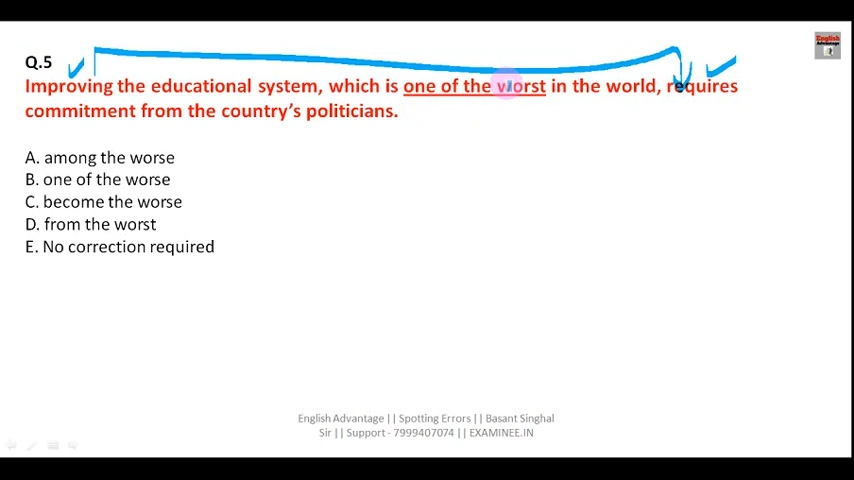 English
Advantage
Q.5
Improving the educational system, which is one of the worst in the world, requires
commitment from the country's politicians.
A. among the worse
B. one of the worse
C. become the worse
D. from the worst
E. No correction required
English Advantage || Spotting Errors || Basant Singhal
Sir || Support - 7999407074 || EXAMINEE.IN